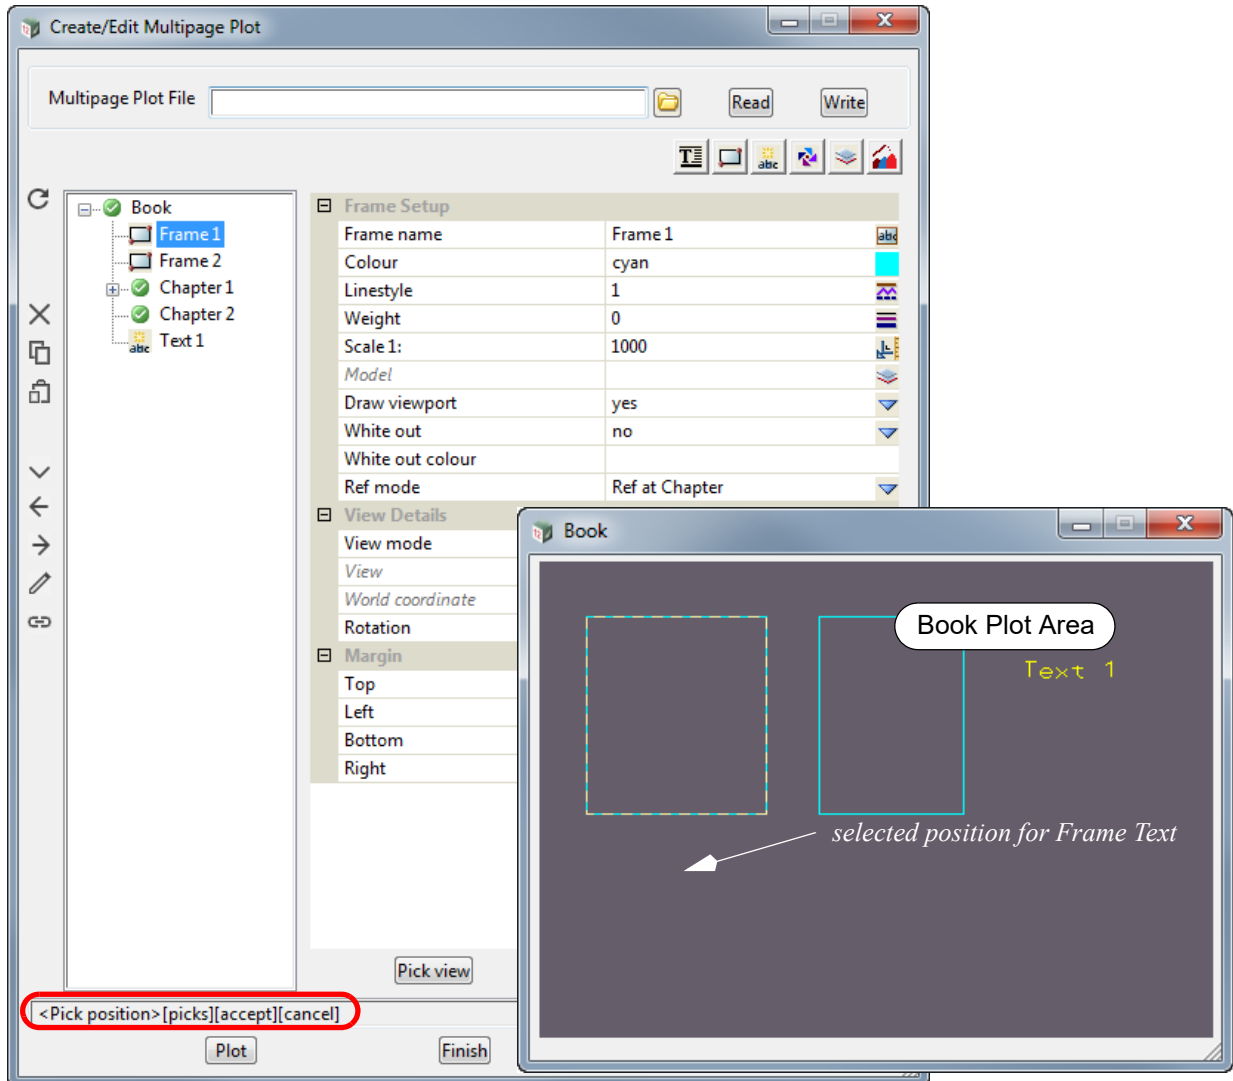 Create/Edit Multipage Plot
Multipage Plot File
Read
Write
abc
Book
Frame 1
Frame 2
Chapter 1
Chapter 2
abc Text 1
Frame Setup
Frame name Frame 1 abc
Colour cyan
Linestyle 1
Weight 0
Scale 1: 1000
Model
Draw viewport yes
White out no
White out colour
Ref mode Ref at Chapter
View Details
View mode
View
World coordinate
Rotation
Margin
Top
Left
Bottom
Right
Pick view
<Pick position>[picks][accept][cancel]
Plot
Finish
Book
Book Plot Area
Text 1
selected position for Frame Text